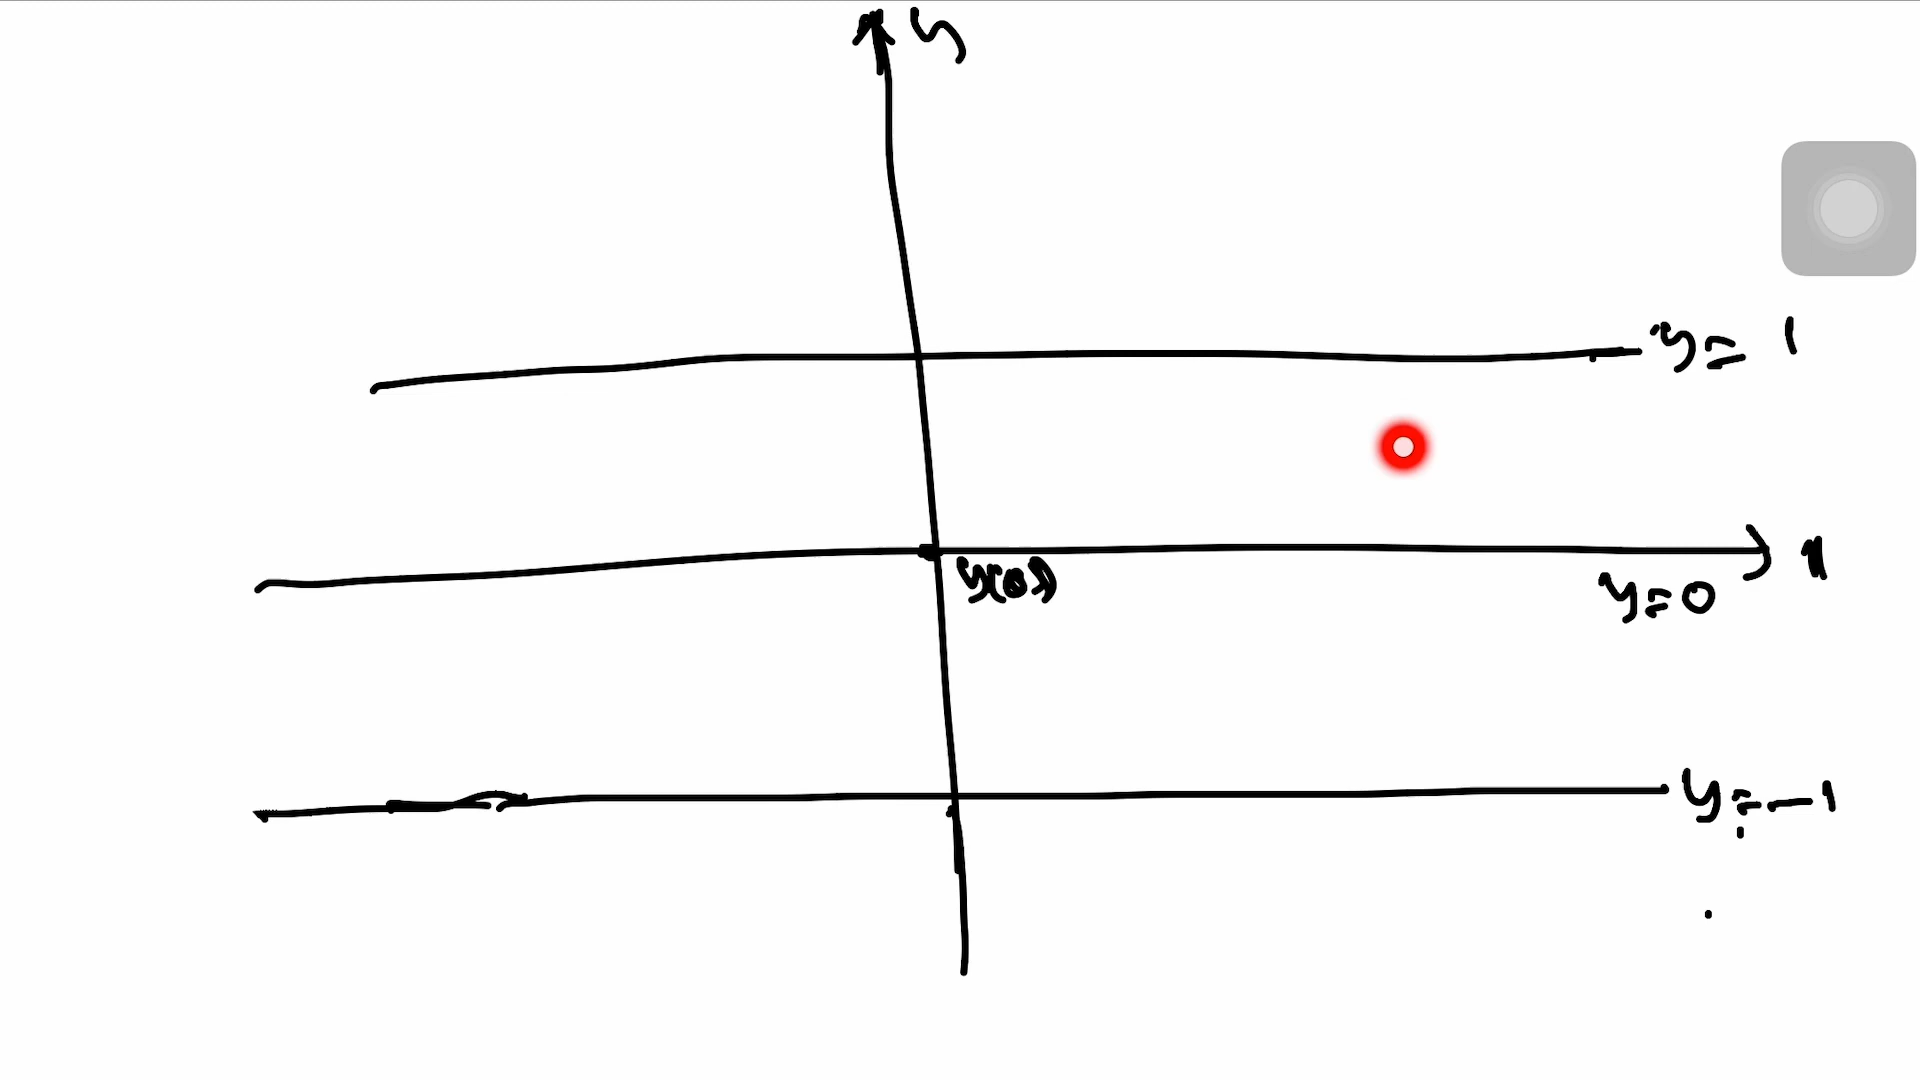 y
y = 1
x
y(0)
y = 0
y = -1